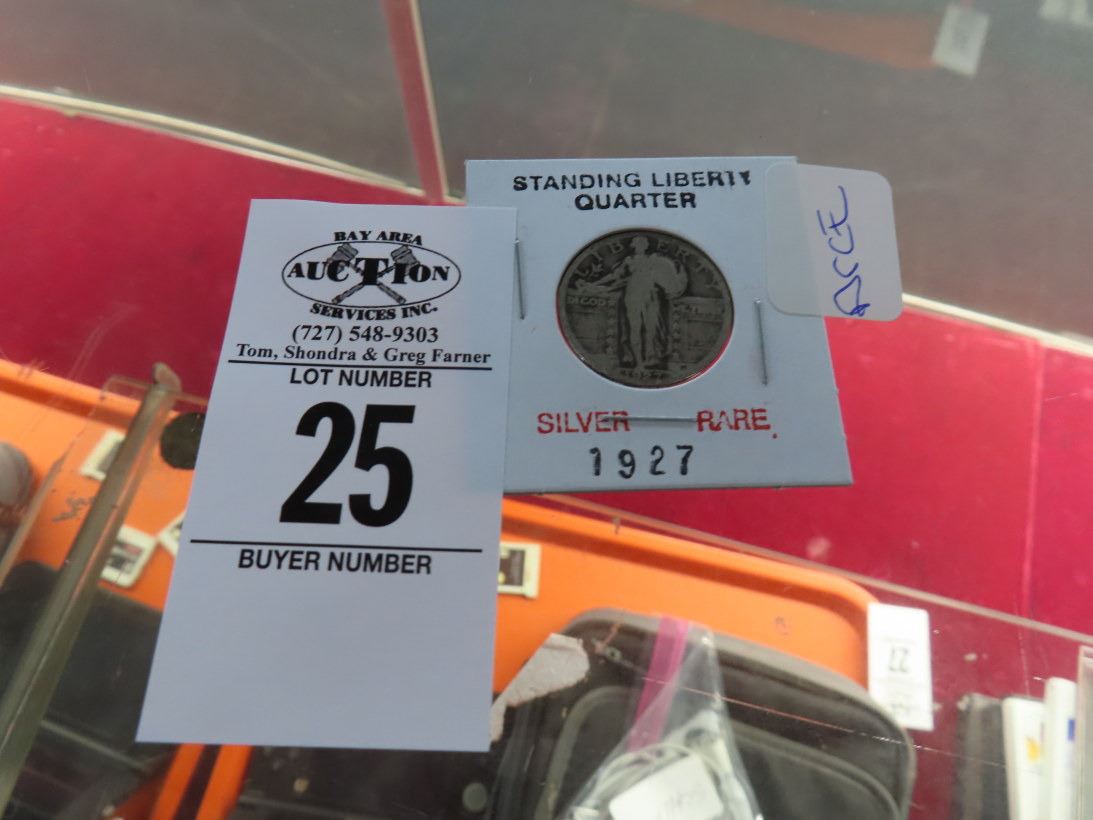 BAY AREA
AUCTION
SERVICES INC.
(727) 548-9303
Tom, Shondra & Greg Farner
LOT NUMBER
25
BUYER NUMBER
STANDING LIBERTY
QUARTER
LIBERTY
SILVER RARE
1927